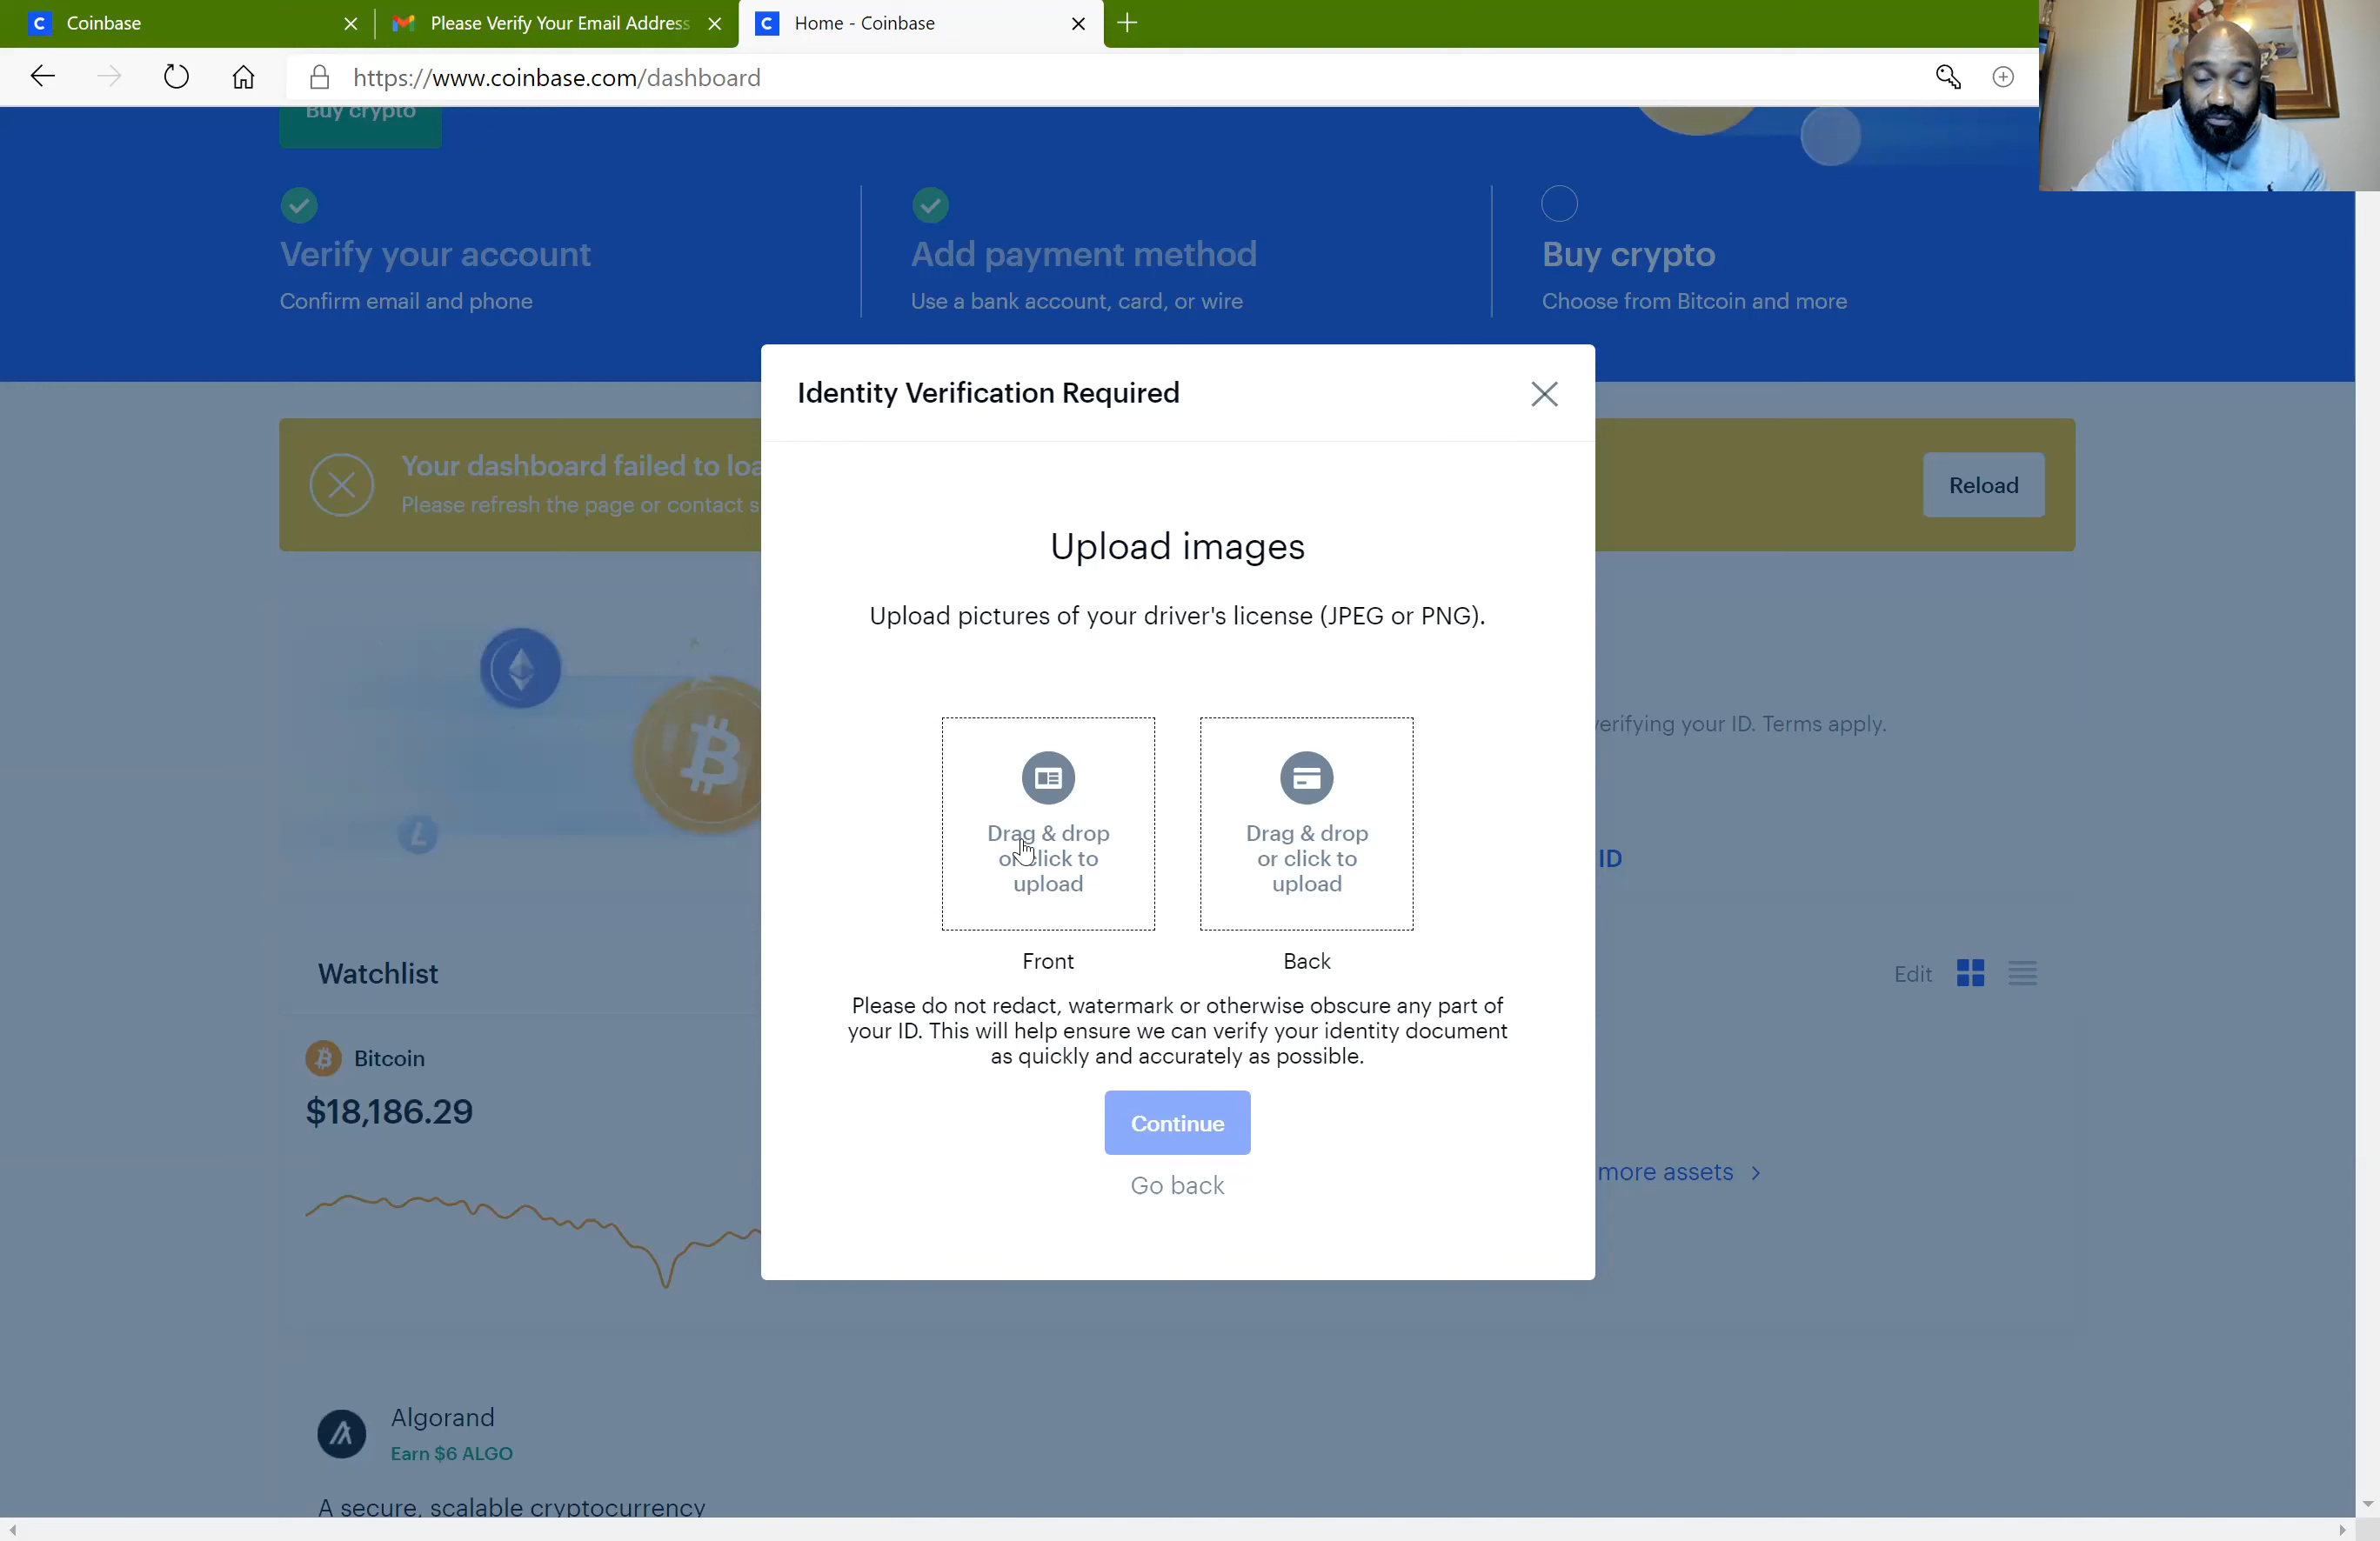 Coinbase
Please Verify Your Email Address
Home - Coinbase
https://www.coinbase.com/dashboard
Buy crypto
Verify your account
Confirm email and phone
Add payment method
Use a bank account, card, or wire
Buy crypto
Choose from Bitcoin and more
Identity Verification Required
Your dashboard failed to loa
Please refresh the page or contact s
Reload
Upload images
Upload pictures of your driver's license (JPEG or PNG).
verifying your ID. Terms apply.
Drag & drop
or click to
upload
Front
Drag & drop
or click to
upload
Back
ID
Please do not redact, watermark or otherwise obscure any part of
your ID. This will help ensure we can verify your identity document
as quickly and accurately as possible.
Continue
Go back
Watchlist
Edit
Bitcoin
$18,186.29
more assets
Algorand
Earn $6 ALGO
A secure, scalable cryptocurrency